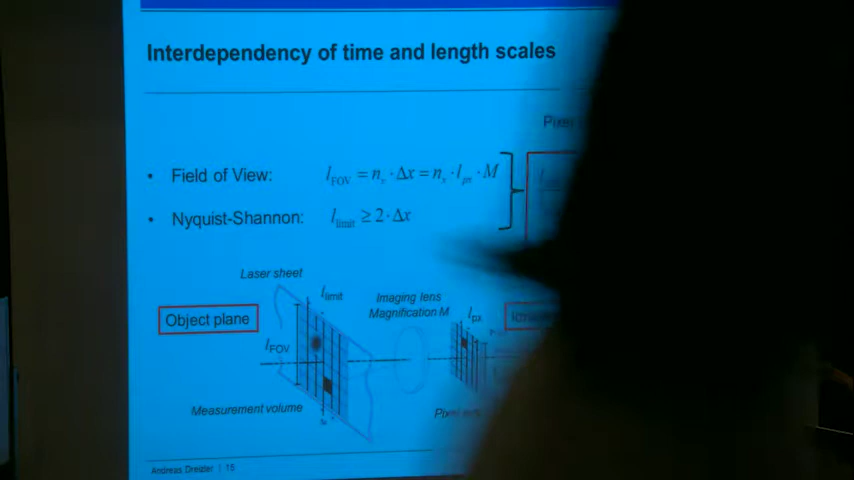 Interdependency of time and length scales
Pixel
• Field of View: l_FOV = n_x · Δx = n_x · l_px · M
• Nyquist-Shannon: l_limit ≥ 2 · Δx
Laser sheet
l_limit
Imaging lens
Magnification M
l_px
Object plane
l_FOV
Measurement volume
Andreas Dreizler | 15